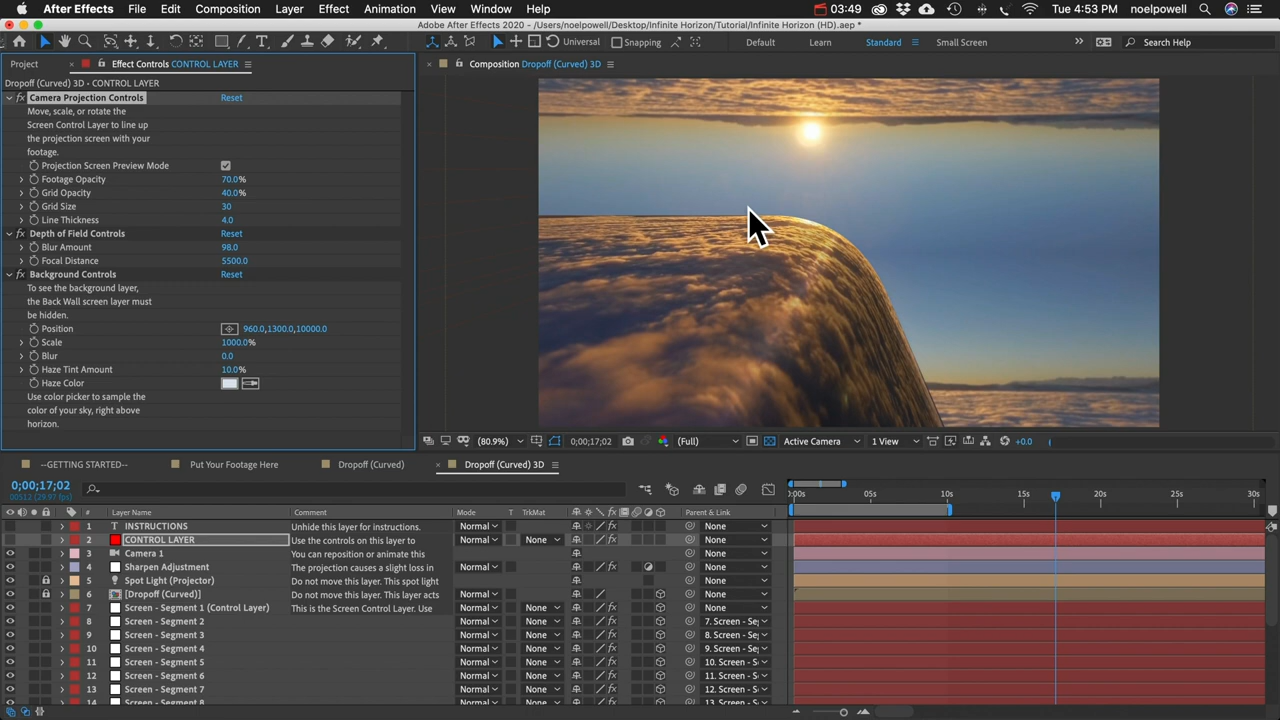 After Effects File Edit Composition Layer Effect Animation View Window Help 03:49 Tue 4:53 PM noelpowell
Adobe After Effects 2020 - /Users/noelpowell/Desktop/Infinite Horizon/Tutorial/Infinite Horizon (HD).aep *
Universal Snapping Default Learn Standard Small Screen Search Help
Project Effect Controls CONTROL LAYER Composition Dropoff (Curved) 3D
Dropoff (Curved) 3D • CONTROL LAYER
Camera Projection Controls Reset
Move, scale, or rotate the
Screen Control Layer to line up
the projection screen with your
footage.
Projection Screen Preview Mode
Footage Opacity 70.0%
Grid Opacity 40.0%
Grid Size 30
Line Thickness 4.0
Depth of Field Controls Reset
Blur Amount 98.0
Focal Distance 5500.0
Background Controls Reset
To see the background layer,
the Back Wall screen layer must
be hidden.
Position 960.0,1300.0,10000.0
Scale 1000.0%
Blur 0.0
Haze Tint Amount 10.0%
Haze Color
Use color picker to sample the
color of your sky, right above
horizon.
(80.9%) 0;00;17;02 (Full) Active Camera 1 View +0.0
--GETTING STARTED-- Put Your Footage Here Dropoff (Curved) Dropoff (Curved) 3D
0;00;17;02
00512 (29.97 fps)
:00s 05s 10s 15s 20s 25s 30s
# Layer Name Comment Mode T TrkMat Parent & Link
1 T INSTRUCTIONS Unhide this layer for instructions. Normal None
2 CONTROL LAYER Use the controls on this layer to Normal None None
3 Camera 1 You can reposition or animate this None
4 Sharpen Adjustment The projection causes a slight loss in Normal None
5 Spot Light (Projector) Do not move this layer. This spot light None
6 [Dropoff (Curved)] Do not move this layer. This layer acts None
7 Screen - Segment 1 (Control Layer) This is the Screen Control Layer. Use Normal None None
8 Screen - Segment 2 Normal None 7. Screen - Se
9 Screen - Segment 3 Normal None 8. Screen - Se
10 Screen - Segment 4 Normal None 9. Screen - Se
11 Screen - Segment 5 Normal None 10. Screen - S
12 Screen - Segment 6 Normal None 11. Screen - S
13 Screen - Segment 7 Normal None 12. Screen - S
14 Screen - Segment 8 Normal None 13. Screen - S